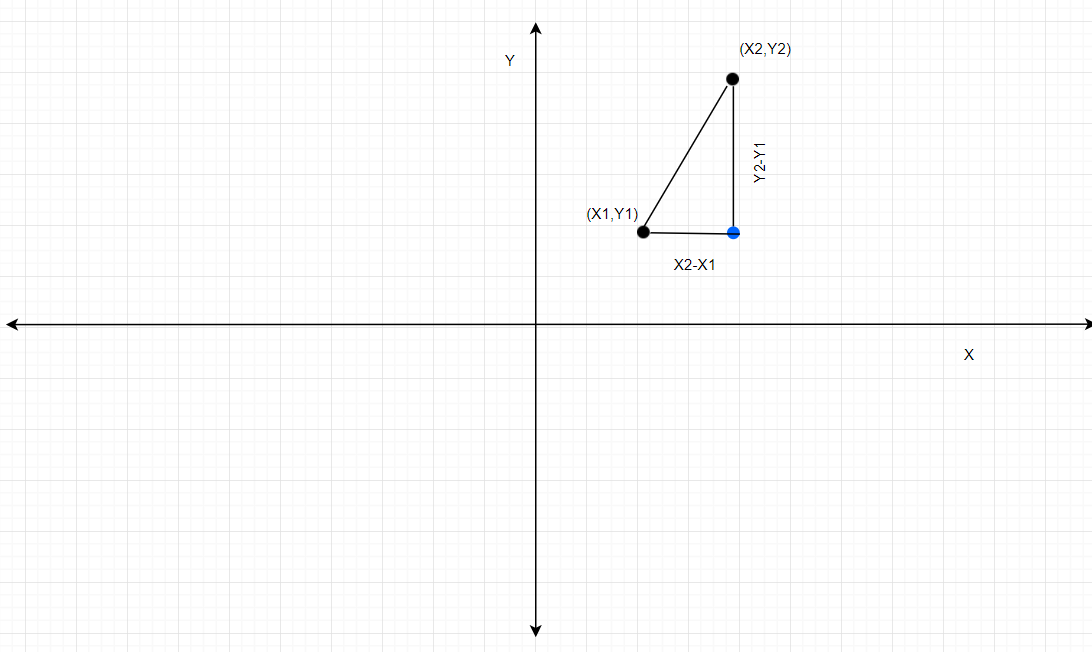 (X2,Y2)
Y
Y2-Y1
(X1,Y1)
X2-X1
X